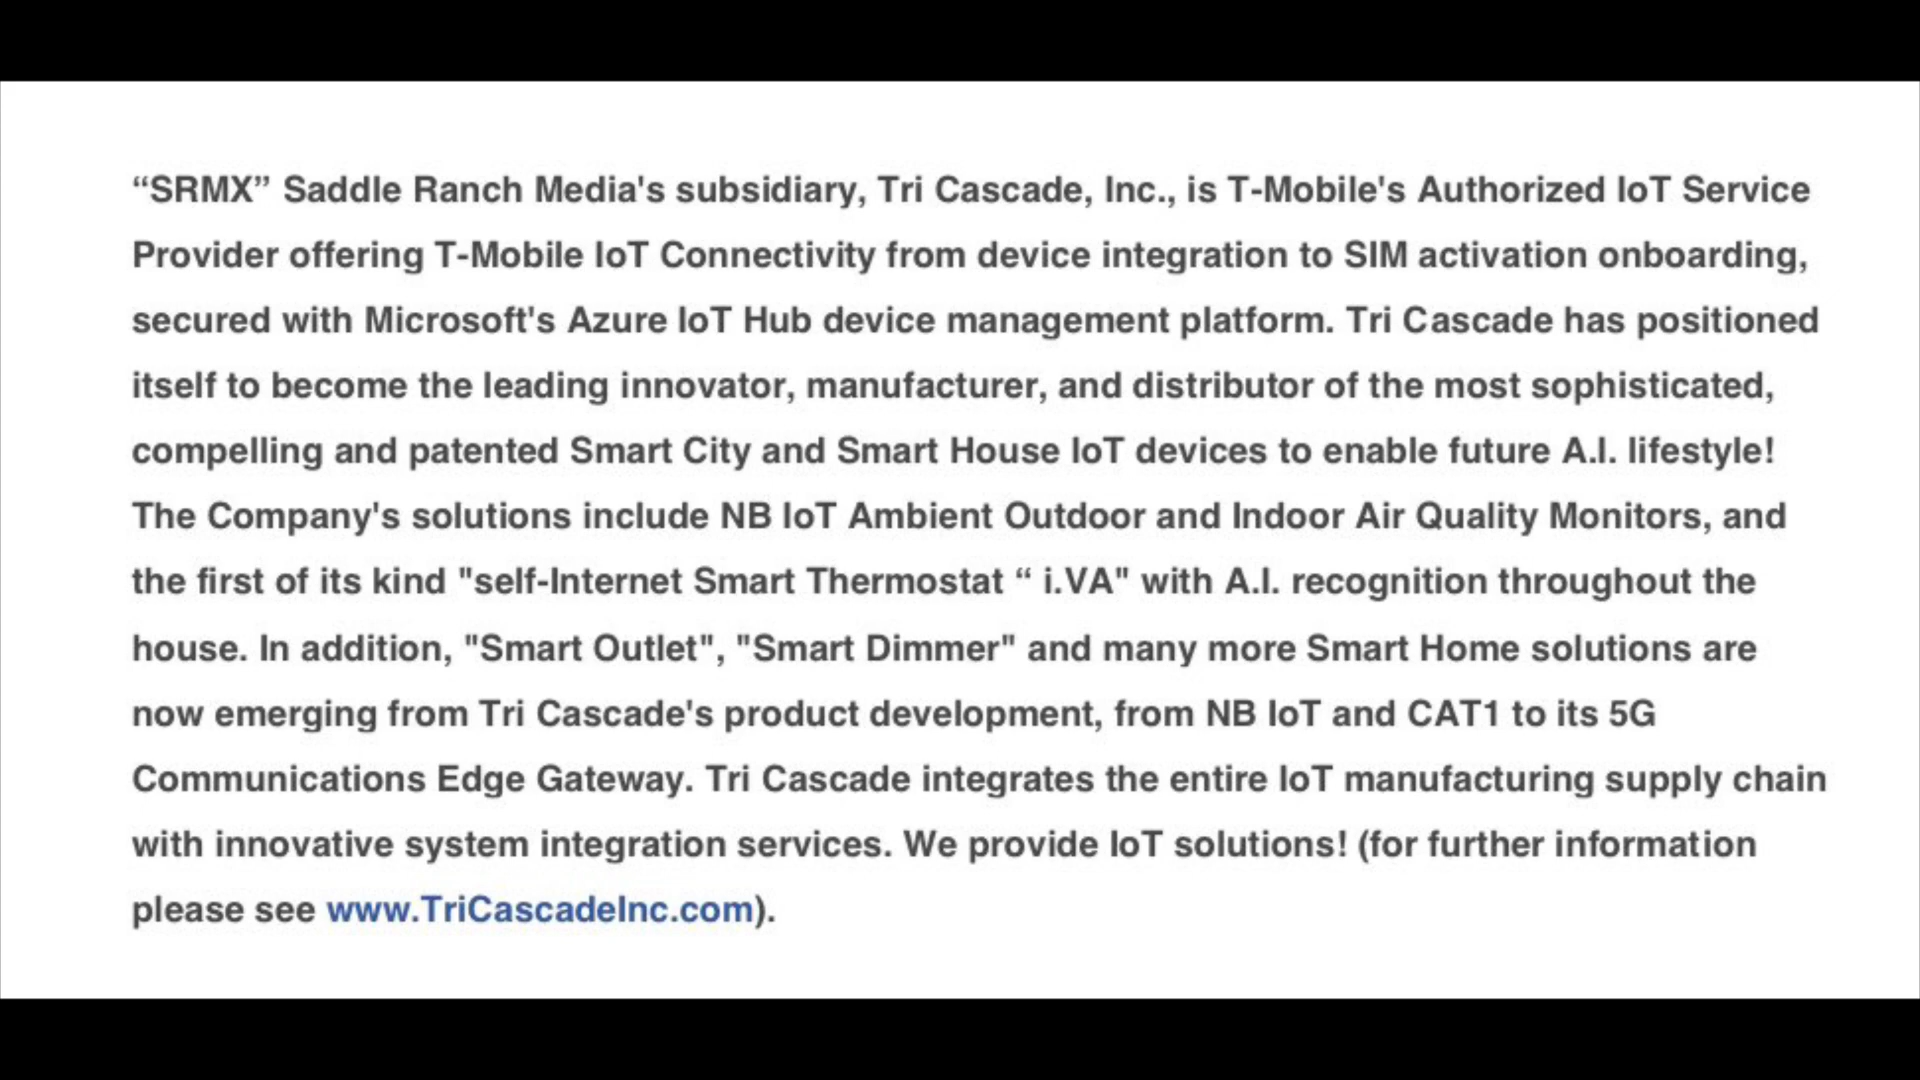 “SRMX” Saddle Ranch Media's subsidiary, Tri Cascade, Inc., is T-Mobile's Authorized IoT Service
Provider offering T-Mobile IoT Connectivity from device integration to SIM activation onboarding,
secured with Microsoft's Azure IoT Hub device management platform. Tri Cascade has positioned
itself to become the leading innovator, manufacturer, and distributor of the most sophisticated,
compelling and patented Smart City and Smart House IoT devices to enable future A.I. lifestyle!
The Company's solutions include NB IoT Ambient Outdoor and Indoor Air Quality Monitors, and
the first of its kind "self-Internet Smart Thermostat “ i.VA" with A.I. recognition throughout the
house. In addition, "Smart Outlet", "Smart Dimmer" and many more Smart Home solutions are
now emerging from Tri Cascade's product development, from NB IoT and CAT1 to its 5G
Communications Edge Gateway. Tri Cascade integrates the entire IoT manufacturing supply chain
with innovative system integration services. We provide IoT solutions! (for further information
please see www.TriCascadeInc.com).